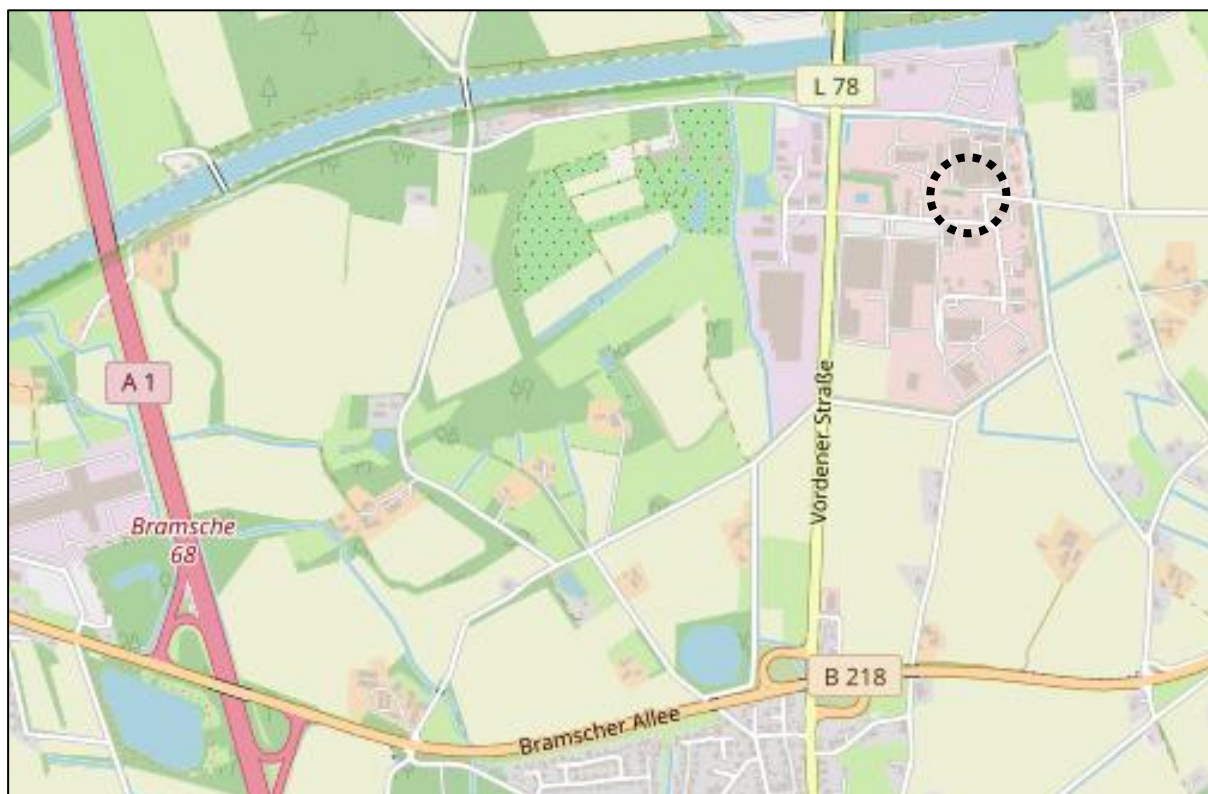 L 78
A 1
Vordener Straße
Bramsche
68
B 218
Bramscher Allee